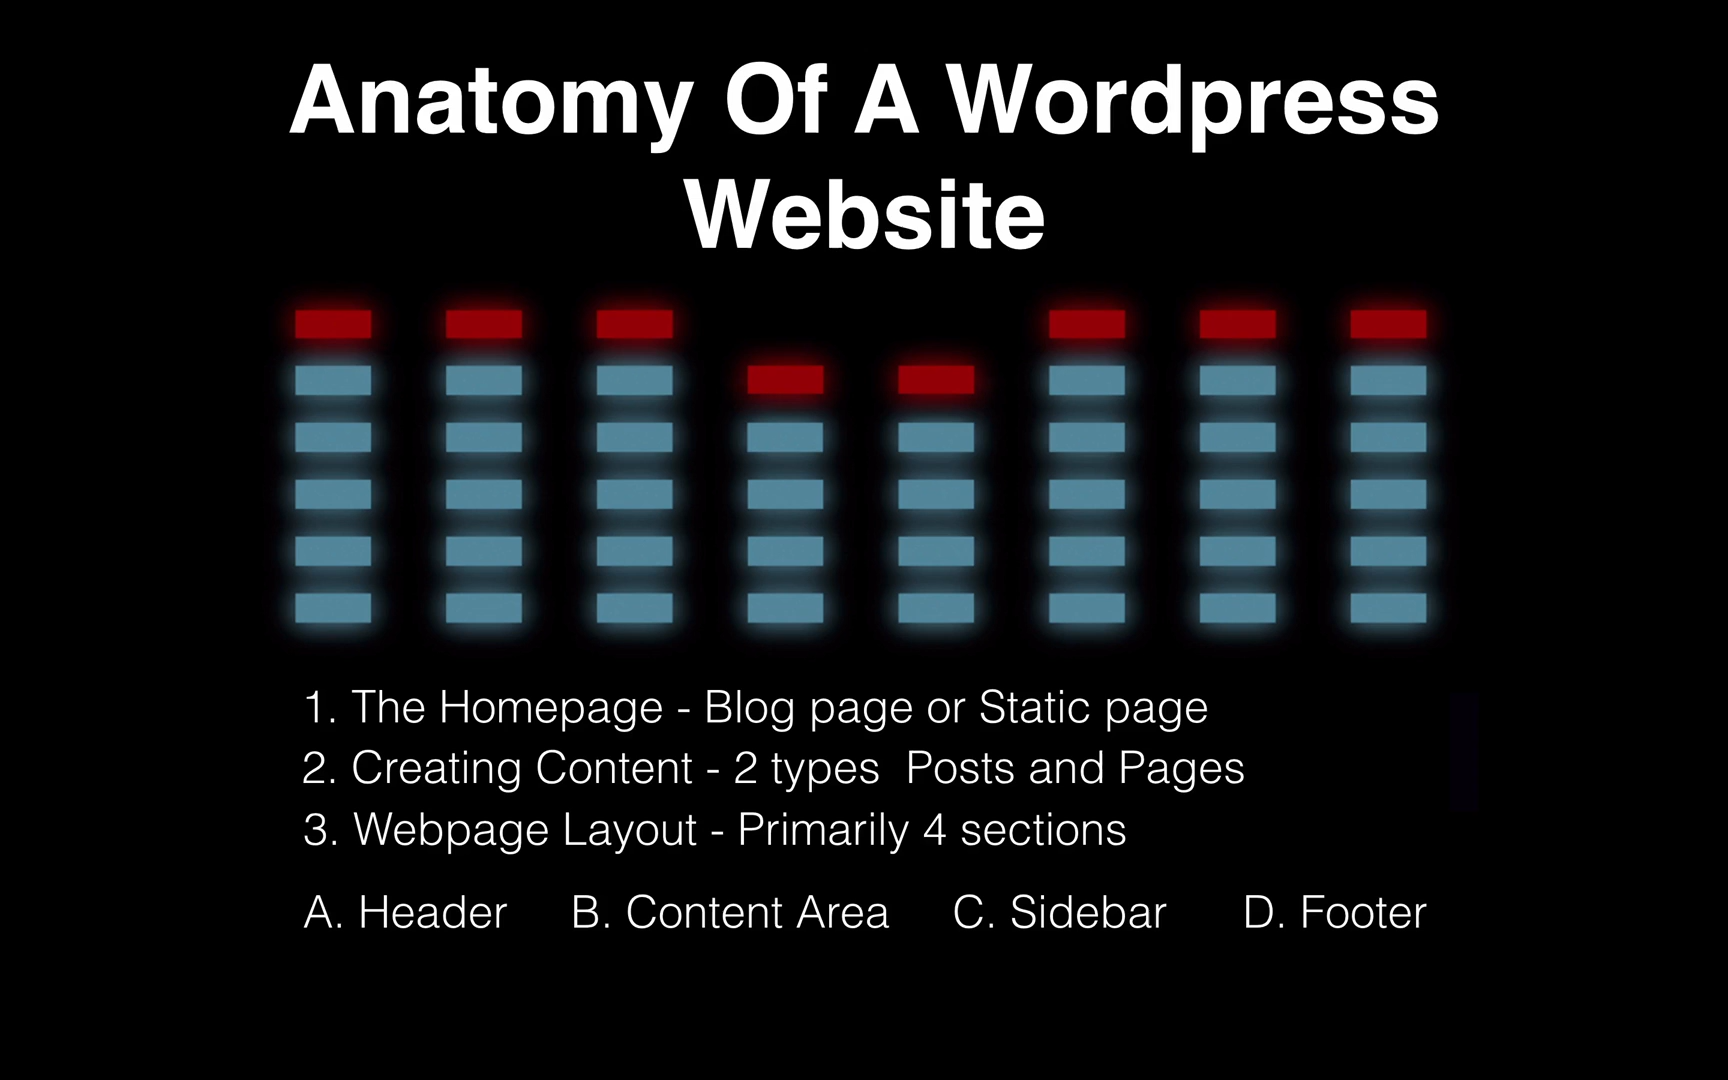 Anatomy Of A Wordpress
Website
1. The Homepage - Blog page or Static page
2. Creating Content - 2 types  Posts and Pages
3. Webpage Layout - Primarily 4 sections
A. Header B. Content Area C. Sidebar D. Footer